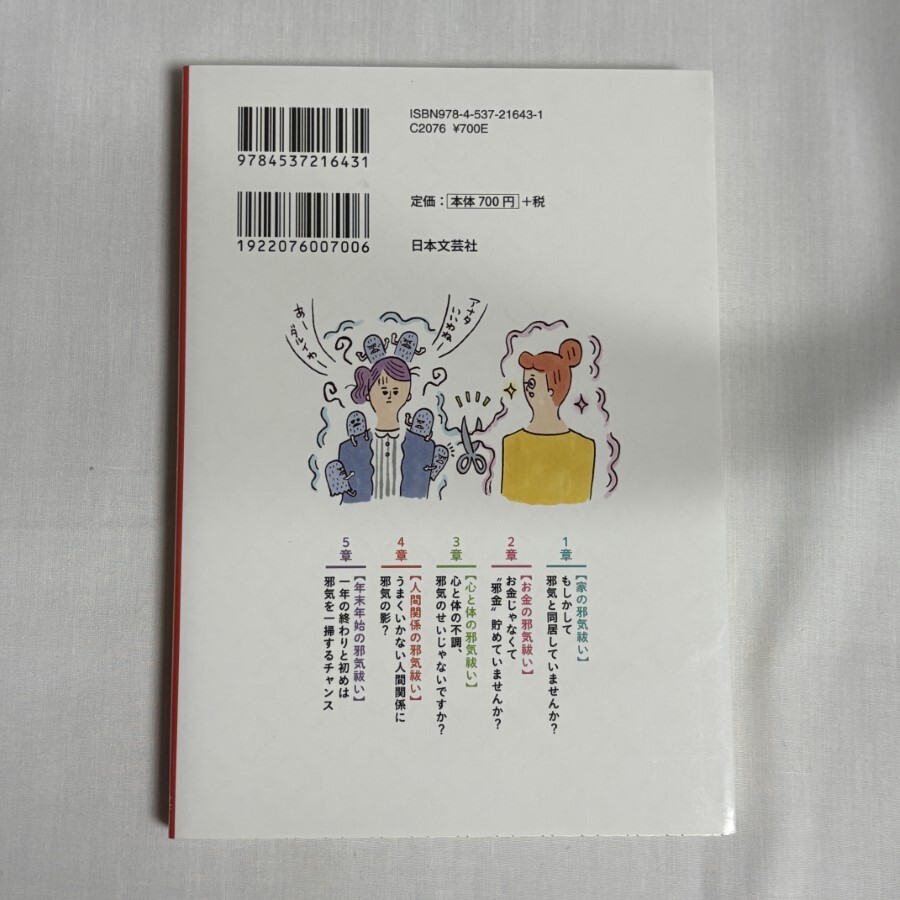 ISBN978-4-537-21643-1
C2076 ¥700E
9784537216431
定価：本体 700 円＋税
1922076007006
日本文芸社
アナタ
いいわねー
あー
ダルイわー
1章
【家の邪気祓い】
もしかして
邪気と同居していませんか？
2章
【お金の邪気祓い】
お金じゃなくて
“邪金” 貯めていませんか？
3章
【心と体の邪気祓い】
心と体の不調、
邪気のせいじゃないですか？
4章
【人間関係の邪気祓い】
うまくいかない人間関係に
邪気の影？
5章
【年末年始の邪気祓い】
一年の終わりと初めは
邪気を一掃するチャンス